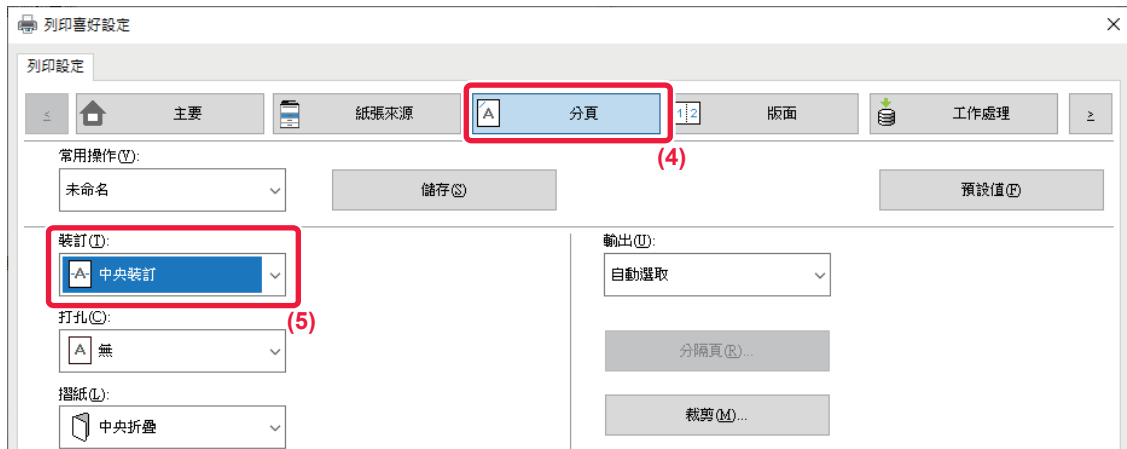 列印喜好設定
列印設定
≤ 主要 紙張來源 A 分頁 1 2 版面 工作處理 ≥
(4)
常用操作(V):
未命名 儲存(S) 預設值(F)
裝訂(T): 輸出(U):
-A- 中央裝訂 自動選取
(5)
打孔(C):
A 無 分隔頁(R)...
摺紙(L):
中央折疊 裁剪(M)...